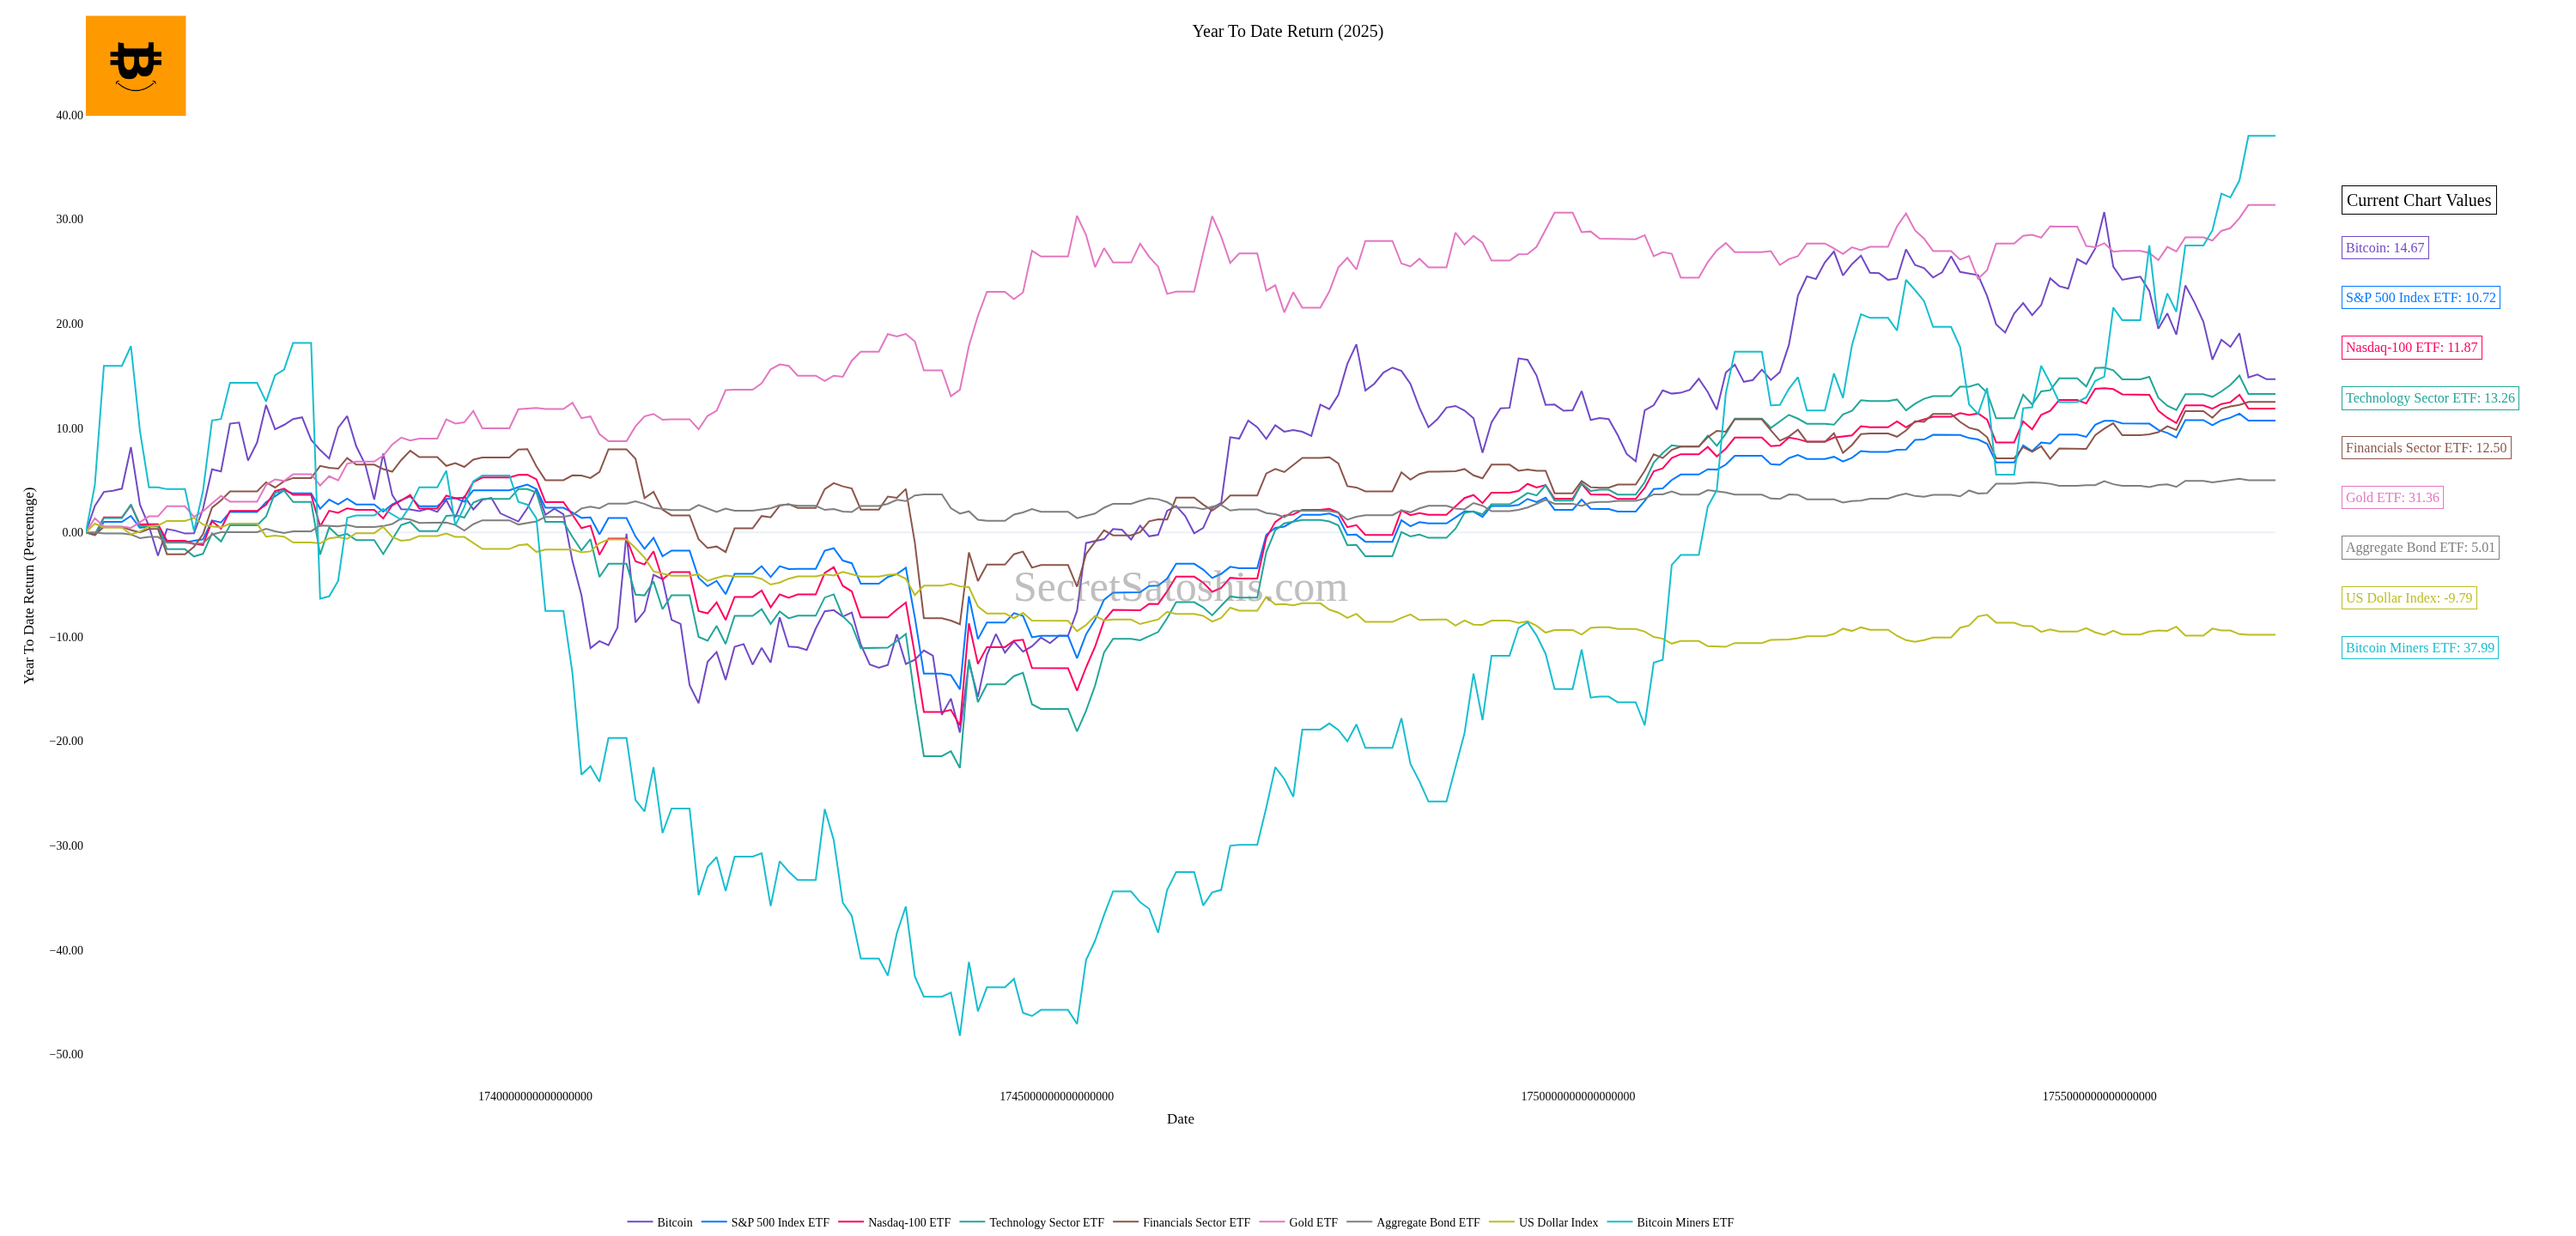 Year To Date Return (2025)
40.00
30.00
20.00
10.00
0.00
−10.00
−20.00
−30.00
−40.00
−50.00
Year To Date Return (Percentage)
SecretSatoshis.com
Current Chart Values
Bitcoin: 14.67
S&P 500 Index ETF: 10.72
Nasdaq-100 ETF: 11.87
Technology Sector ETF: 13.26
Financials Sector ETF: 12.50
Gold ETF: 31.36
Aggregate Bond ETF: 5.01
US Dollar Index: -9.79
Bitcoin Miners ETF: 37.99
1740000000000000000 1745000000000000000 1750000000000000000 1755000000000000000
Date
Bitcoin S&P 500 Index ETF Nasdaq-100 ETF Technology Sector ETF Financials Sector ETF Gold ETF Aggregate Bond ETF US Dollar Index Bitcoin Miners ETF